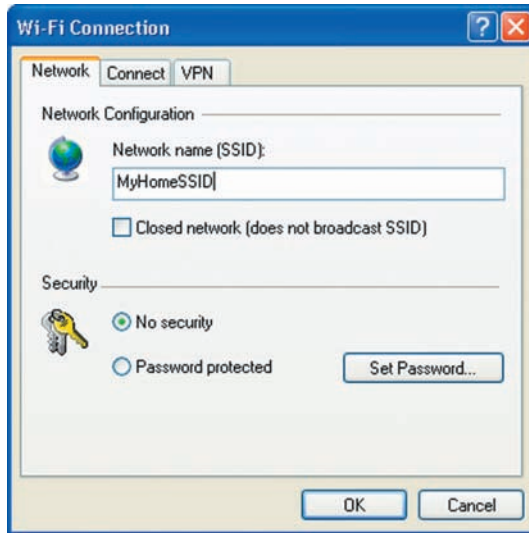 Wi-Fi Connection
Network Connect VPN
Network Configuration
Network name (SSID):
MyHomeSSID
Closed network (does not broadcast SSID)
Security
No security
Password protected Set Password...
OK Cancel